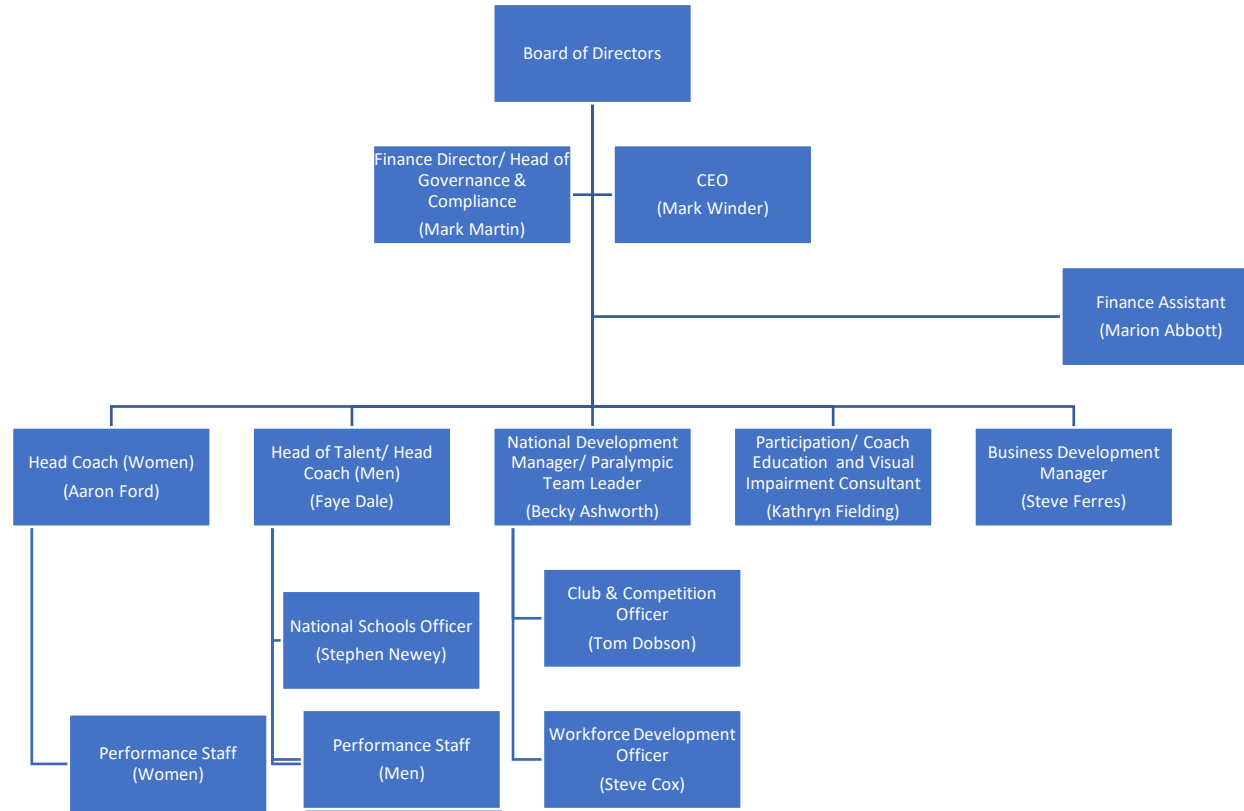 Board of Directors
Finance Director/ Head of
Governance &
Compliance
(Mark Martin)
CEO
(Mark Winder)
Finance Assistant
(Marion Abbott)
Head Coach (Women)
(Aaron Ford)
Head of Talent/ Head
Coach (Men)
(Faye Dale)
National Development
Manager/ Paralympic
Team Leader
(Becky Ashworth)
Participation/ Coach
Education and Visual
Impairment Consultant
(Kathryn Fielding)
Business Development
Manager
(Steve Ferres)
National Schools Officer
(Stephen Newey)
Club & Competition
Officer
(Tom Dobson)
Performance Staff
(Women)
Performance Staff
(Men)
Workforce Development
Officer
(Steve Cox)